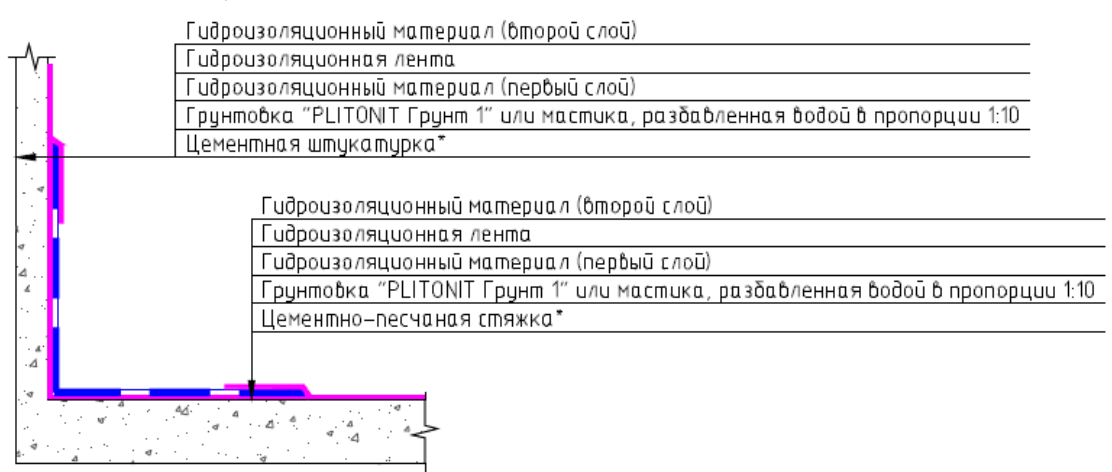 Гидроизоляционный материал (второй слой)
Гидроизоляционная лента
Гидроизоляционный материал (первый слой)
Грунтовка "PLITONIT Грунт 1" или мастика, разбавленная водой в пропорции 1:10
Цементная штукатурка*
Гидроизоляционный материал (второй слой)
Гидроизоляционная лента
Гидроизоляционный материал (первый слой)
Грунтовка "PLITONIT Грунт 1" или мастика, разбавленная водой в пропорции 1:10
Цементно-песчаная стяжка*